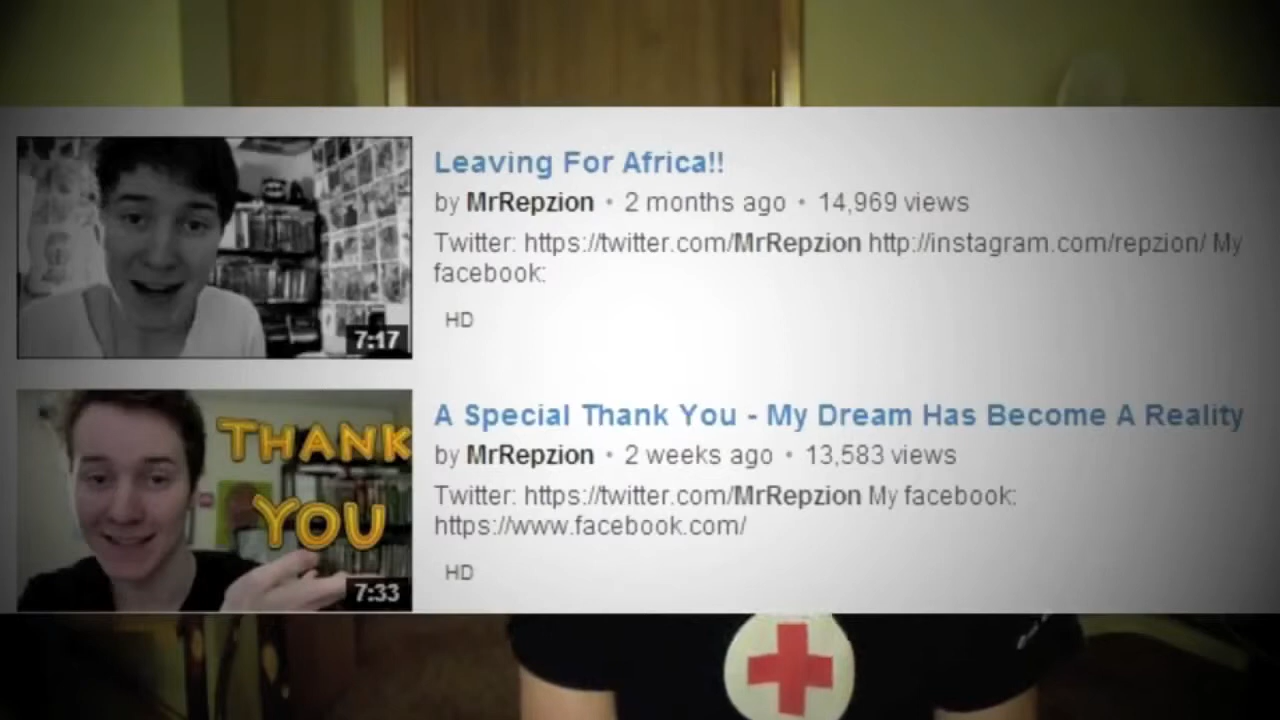 Leaving For Africa!!
by MrRepzion • 2 months ago • 14,969 views
Twitter: https://twitter.com/MrRepzion http://instagram.com/repzion/ My
facebook:
HD
7:17
THANK
YOU
7:33
A Special Thank You - My Dream Has Become A Reality
by MrRepzion • 2 weeks ago • 13,583 views
Twitter: https://twitter.com/MrRepzion My facebook:
https://www.facebook.com/
HD